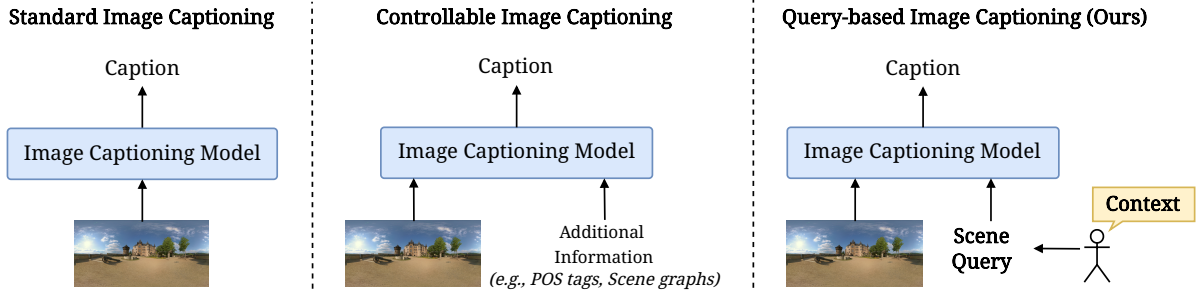 Standard Image Captioning
Caption
Image Captioning Model
Controllable Image Captioning
Caption
Image Captioning Model
Additional
Information
(e.g., POS tags, Scene graphs)
Query-based Image Captioning (Ours)
Caption
Image Captioning Model
Context
Scene
Query